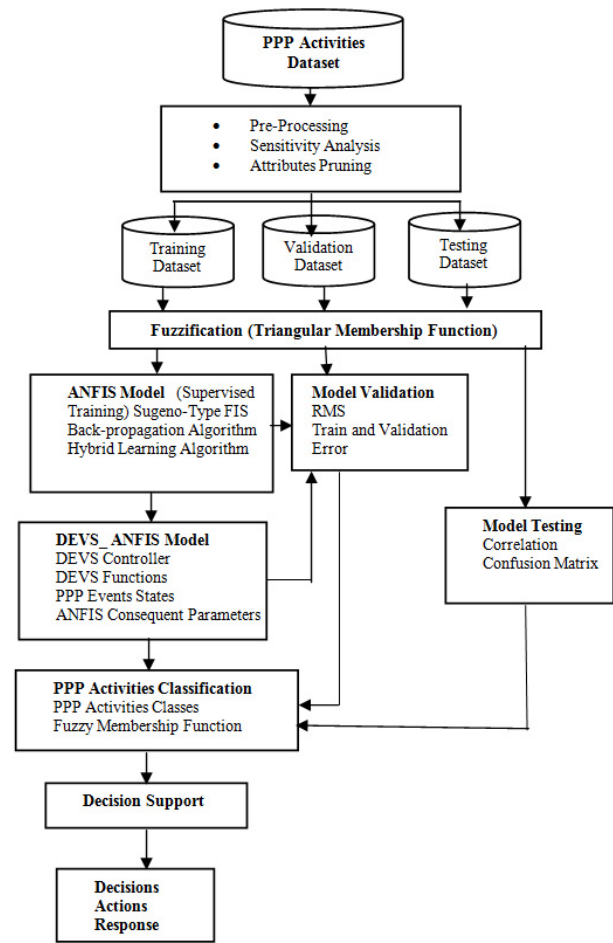 PPP Activities
Dataset
• Pre-Processing
• Sensitivity Analysis
• Attributes Pruning
Training
Dataset
Validation
Dataset
Testing
Dataset
Fuzzification (Triangular Membership Function)
ANFIS Model (Supervised
Training) Sugeno-Type FIS
Back-propagation Algorithm
Hybrid Learning Algorithm
Model Validation
RMS
Train and Validation
Error
DEVS_ ANFIS Model
DEVS Controller
DEVS Functions
PPP Events States
ANFIS Consequent Parameters
Model Testing
Correlation
Confusion Matrix
PPP Activities Classification
PPP Activities Classes
Fuzzy Membership Function
Decision Support
Decisions
Actions
Response